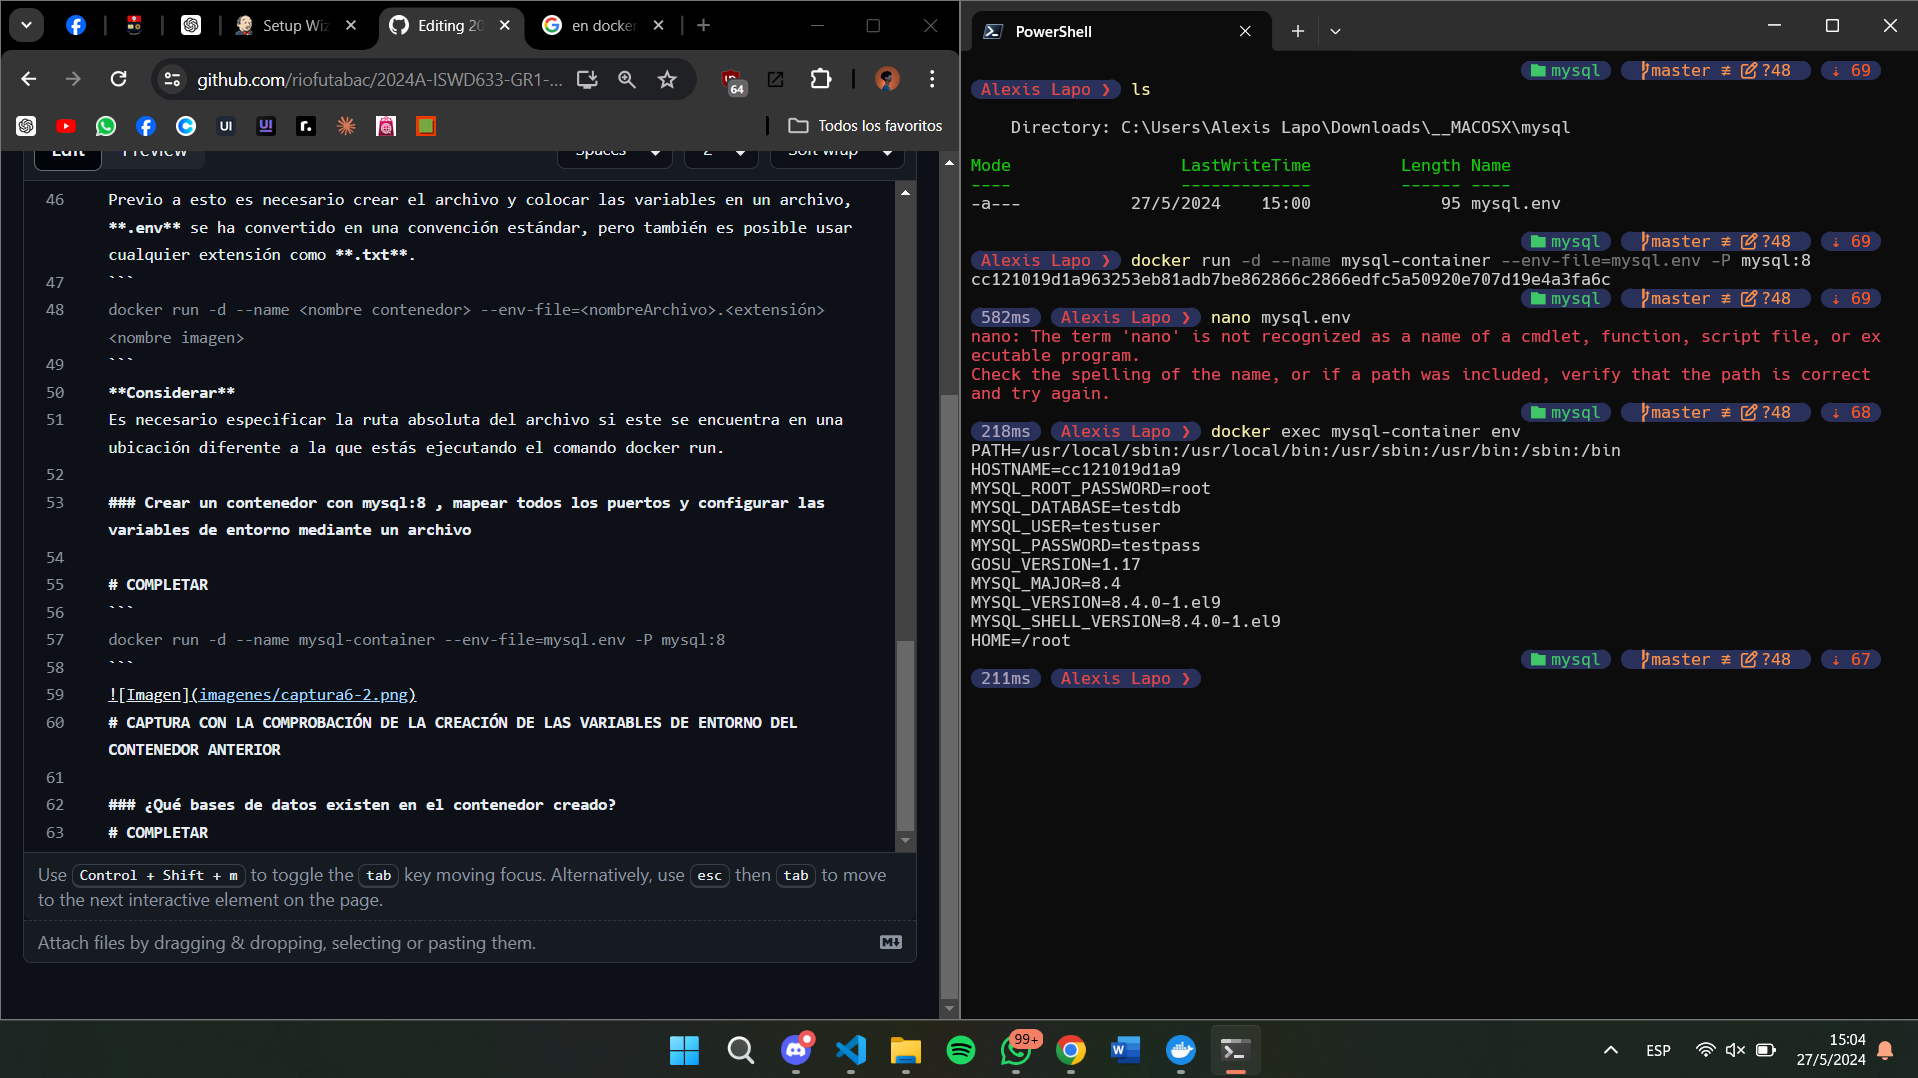 Setup Wiz
Editing 20
en docker
github.com/riofutabac/2024A-ISWD633-GR1-...
64
Todos los favoritos
Edit
Preview
Spaces
2
Soft wrap
46 Previo a esto es necesario crear el archivo y colocar las variables en un archivo,
**.env** se ha convertido en una convención estándar, pero también es posible usar
cualquier extensión como **.txt**.
47 ```
48 docker run -d --name <nombre contenedor> --env-file=<nombreArchivo>.<extensión>
<nombre imagen>
49 ```
50 **Considerar**
51 Es necesario especificar la ruta absoluta del archivo si este se encuentra en una
ubicación diferente a la que estás ejecutando el comando docker run.
52
53 ### Crear un contenedor con mysql:8 , mapear todos los puertos y configurar las
variables de entorno mediante un archivo
54
55 # COMPLETAR
56 ```
57 docker run -d --name mysql-container --env-file=mysql.env -P mysql:8
58 ```
59 ![Imagen](imagenes/captura6-2.png)
60 # CAPTURA CON LA COMPROBACIÓN DE LA CREACIÓN DE LAS VARIABLES DE ENTORNO DEL
CONTENEDOR ANTERIOR
61
62 ### ¿Qué bases de datos existen en el contenedor creado?
63 # COMPLETAR
Use Control + Shift + m to toggle the tab key moving focus. Alternatively, use esc then tab to move
to the next interactive element on the page.
Attach files by dragging & dropping, selecting or pasting them.
PowerShell
mysql master ≢ ?48 ↓ 69
Alexis Lapo ❯ ls
Directory: C:\Users\Alexis Lapo\Downloads\__MACOSX\mysql
Mode LastWriteTime Length Name
---- ------------- ------ ----
-a--- 27/5/2024 15:00 95 mysql.env
mysql master ≢ ?48 ↓ 69
Alexis Lapo ❯ docker run -d --name mysql-container --env-file=mysql.env -P mysql:8
cc121019d1a963253eb81adb7be862866c2866edfc5a50920e707d19e4a3fa6c
mysql master ≢ ?48 ↓ 69
582ms Alexis Lapo ❯ nano mysql.env
nano: The term 'nano' is not recognized as a name of a cmdlet, function, script file, or ex
ecutable program.
Check the spelling of the name, or if a path was included, verify that the path is correct
and try again.
mysql master ≢ ?48 ↓ 68
218ms Alexis Lapo ❯ docker exec mysql-container env
PATH=/usr/local/sbin:/usr/local/bin:/usr/sbin:/usr/bin:/sbin:/bin
HOSTNAME=cc121019d1a9
MYSQL_ROOT_PASSWORD=root
MYSQL_DATABASE=testdb
MYSQL_USER=testuser
MYSQL_PASSWORD=testpass
GOSU_VERSION=1.17
MYSQL_MAJOR=8.4
MYSQL_VERSION=8.4.0-1.el9
MYSQL_SHELL_VERSION=8.4.0-1.el9
HOME=/root
mysql master ≢ ?48 ↓ 67
211ms Alexis Lapo ❯
99+
ESP
15:04
27/5/2024